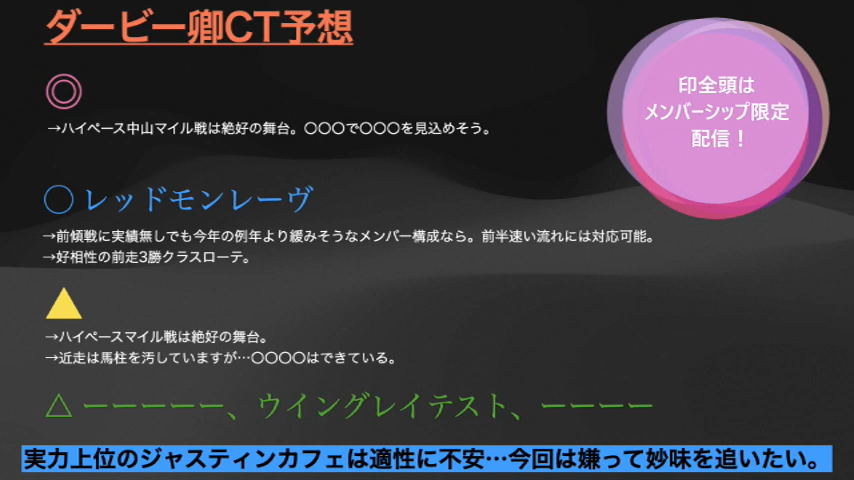 ダービー卿CT予想
印全頭は
メンバーシップ限定
配信！
◎
→ハイペース中山マイル戦は絶好の舞台。〇〇〇で〇〇〇を見込めそう。
〇 レッドモンレーヴ
→前傾戦に実績無しでも今年の例年より緩みそうなメンバー構成なら。前半速い流れには対応可能。
→好相性の前走3勝クラスローテ。
▲
→ハイペースマイル戦は絶好の舞台。
→近走は馬柱を汚していますが…〇〇〇〇はできている。
△ ーーーーー、ウイングレイテスト、ーーーー
実力上位のジャスティンカフェは適性に不安…今回は嫌って妙味を追いたい。